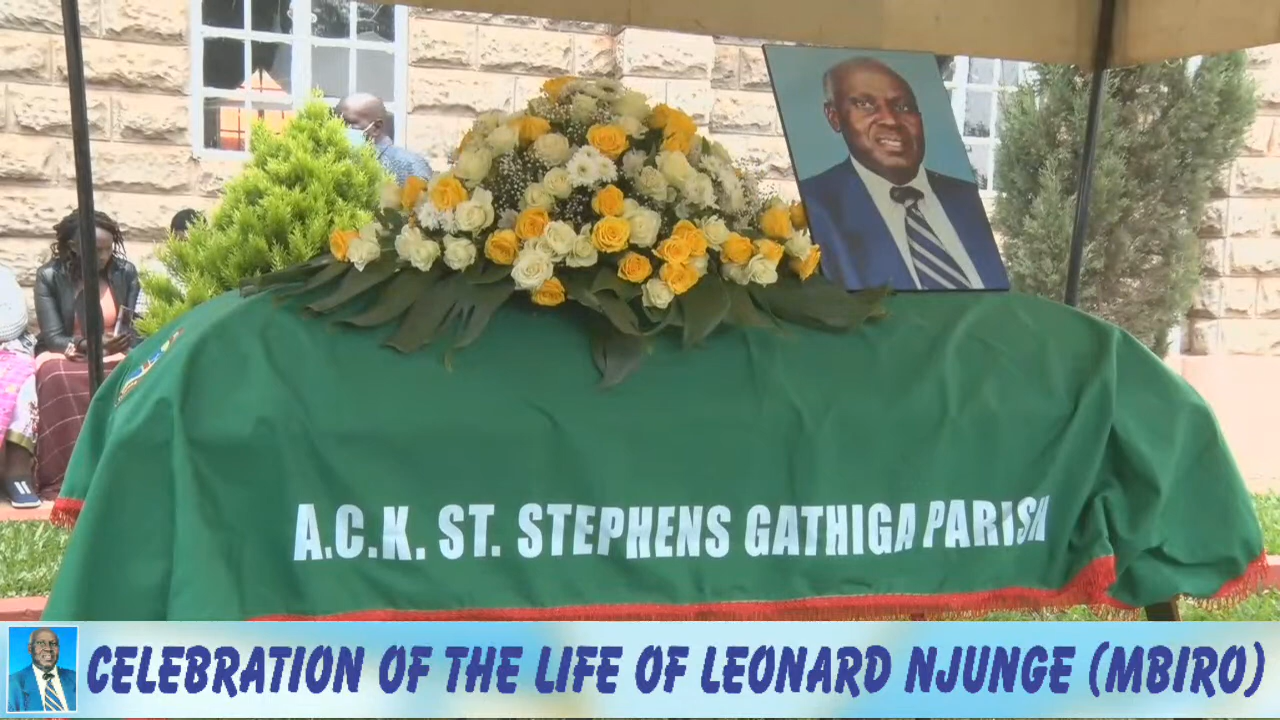 A.C.K. ST. STEPHENS GATHIGA PARISH
CELEBRATION OF THE LIFE OF LEONARD NJUNGE (MBIRO)